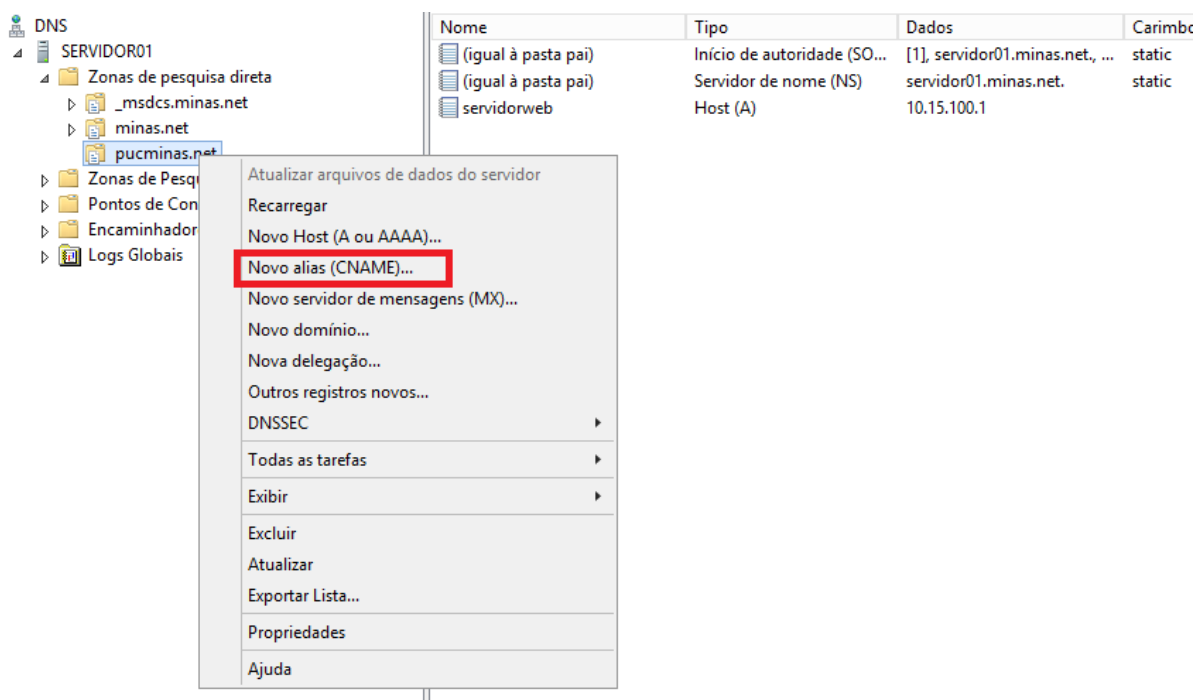 DNS
SERVIDOR01
Zonas de pesquisa direta
_msdcs.minas.net
minas.net
pucminas.net
Zonas de Pesqu
Pontos de Con
Encaminhador
Logs Globais
Nome Tipo Dados Carimbo
(igual à pasta pai) Início de autoridade (SO... [1], servidor01.minas.net., ... static
(igual à pasta pai) Servidor de nome (NS) servidor01.minas.net. static
servidorweb Host (A) 10.15.100.1
Atualizar arquivos de dados do servidor
Recarregar
Novo Host (A ou AAAA)...
Novo alias (CNAME)...
Novo servidor de mensagens (MX)...
Novo domínio...
Nova delegação...
Outros registros novos...
DNSSEC
Todas as tarefas
Exibir
Excluir
Atualizar
Exportar Lista...
Propriedades
Ajuda